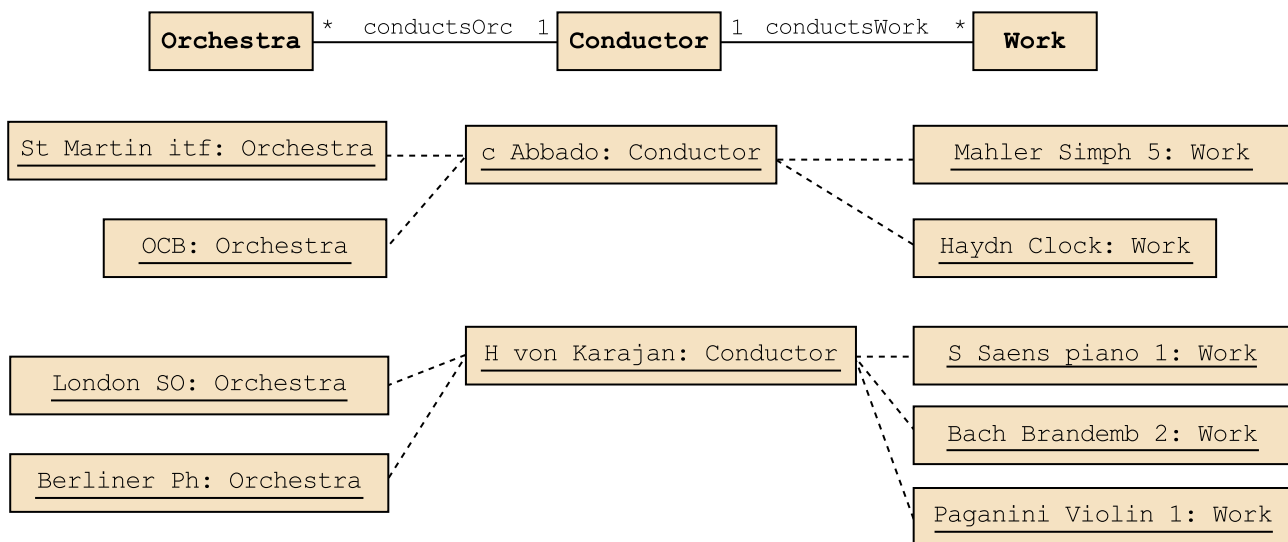 * conductsOrc 1
1 conductsWork *
Orchestra
Conductor
Work
St Martin itf: Orchestra
c Abbado: Conductor
Mahler Simph 5: Work
OCB: Orchestra
Haydn Clock: Work
H von Karajan: Conductor
S Saens piano 1: Work
London SO: Orchestra
Bach Brandemb 2: Work
Berliner Ph: Orchestra
Paganini Violin 1: Work